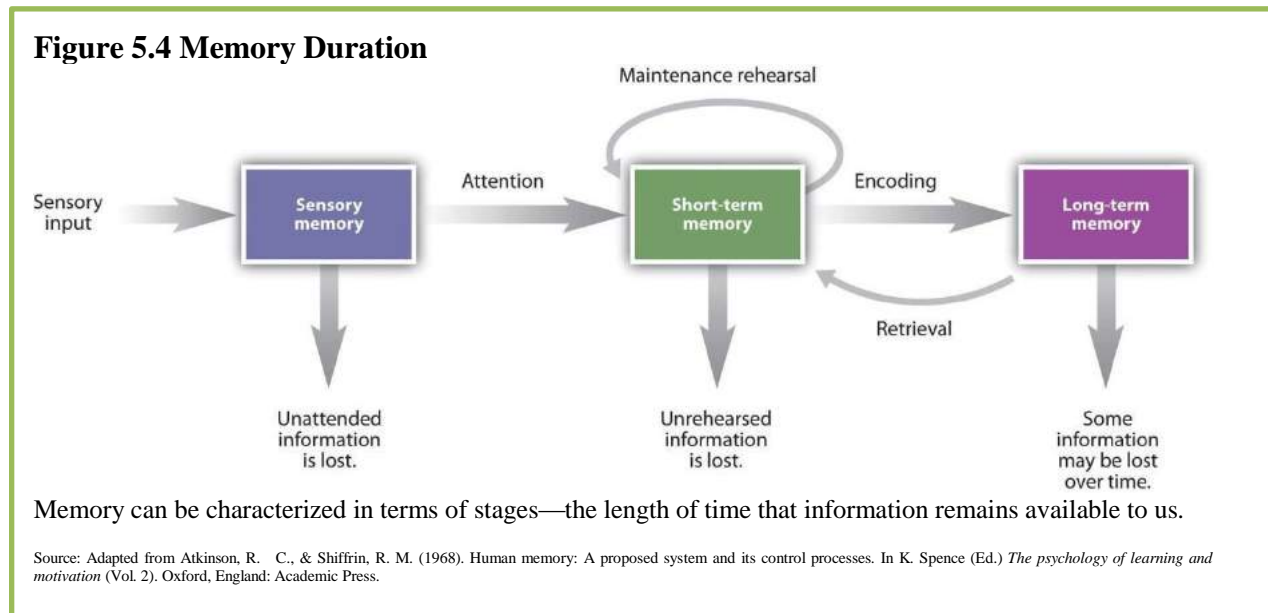 Figure 5.4 Memory Duration
Maintenance rehearsal
Sensory
input
Sensory
memory
Attention
Short-term
memory
Encoding
Long-term
memory
Retrieval
Unattended
information
is lost.
Unrehearsed
information
is lost.
Some
information
may be lost
over time.
Memory can be characterized in terms of stages—the length of time that information remains available to us.
Source: Adapted from Atkinson, R. C., & Shiffrin, R. M. (1968). Human memory: A proposed system and its control processes. In K. Spence (Ed.) The psychology of learning and
motivation (Vol. 2). Oxford, England: Academic Press.